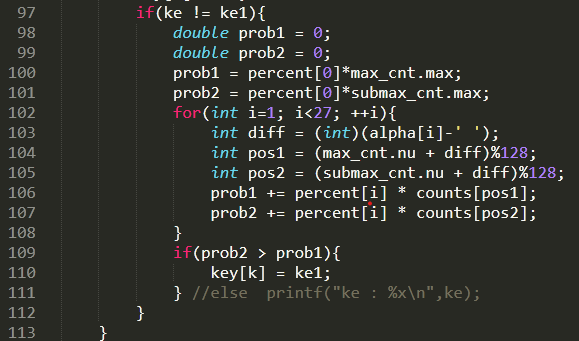 97 if(ke != ke1){
98 double prob1 = 0;
99 double prob2 = 0;
100 prob1 = percent[0]*max_cnt.max;
101 prob2 = percent[0]*submax_cnt.max;
102 for(int i=1; i<27; ++i){
103 int diff = (int)(alpha[i]-' ');
104 int pos1 = (max_cnt.nu + diff)%128;
105 int pos2 = (submax_cnt.nu + diff)%128;
106 prob1 += percent[i] * counts[pos1];
107 prob2 += percent[i] * counts[pos2];
108 }
109 if(prob2 > prob1){
110 key[k] = ke1;
111 } //else  printf("ke : %x\n",ke);
112 }
113 }